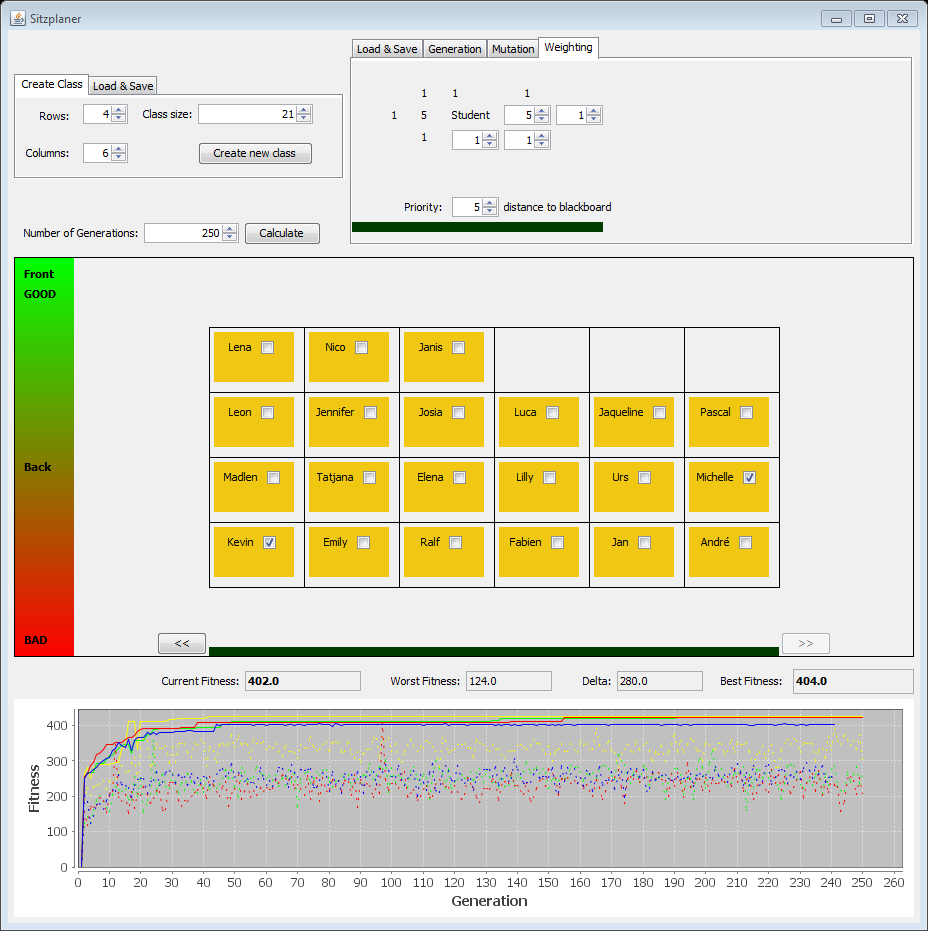 Sitzplaner
Load & Save Generation Mutation Weighting
Create Class Load & Save
1 1 1
Rows: 4 Class size: 21
1 5 Student 5 1
1 1 1
Columns: 6 Create new class
Priority: 5 distance to blackboard
Number of Generations: 250 Calculate
Front
GOOD
Back
BAD
Lena Nico Janis
Leon Jennifer Josia Luca Jaqueline Pascal
Madlen Tatjana Elena Lilly Urs Michelle
Kevin Emily Ralf Fabien Jan André
<< >>
Current Fitness: 402.0 Worst Fitness: 124.0 Delta: 280.0 Best Fitness: 404.0
Fitness
400
300
200
100
0
0 10 20 30 40 50 60 70 80 90 100 110 120 130 140 150 160 170 180 190 200 210 220 230 240 250 260
Generation